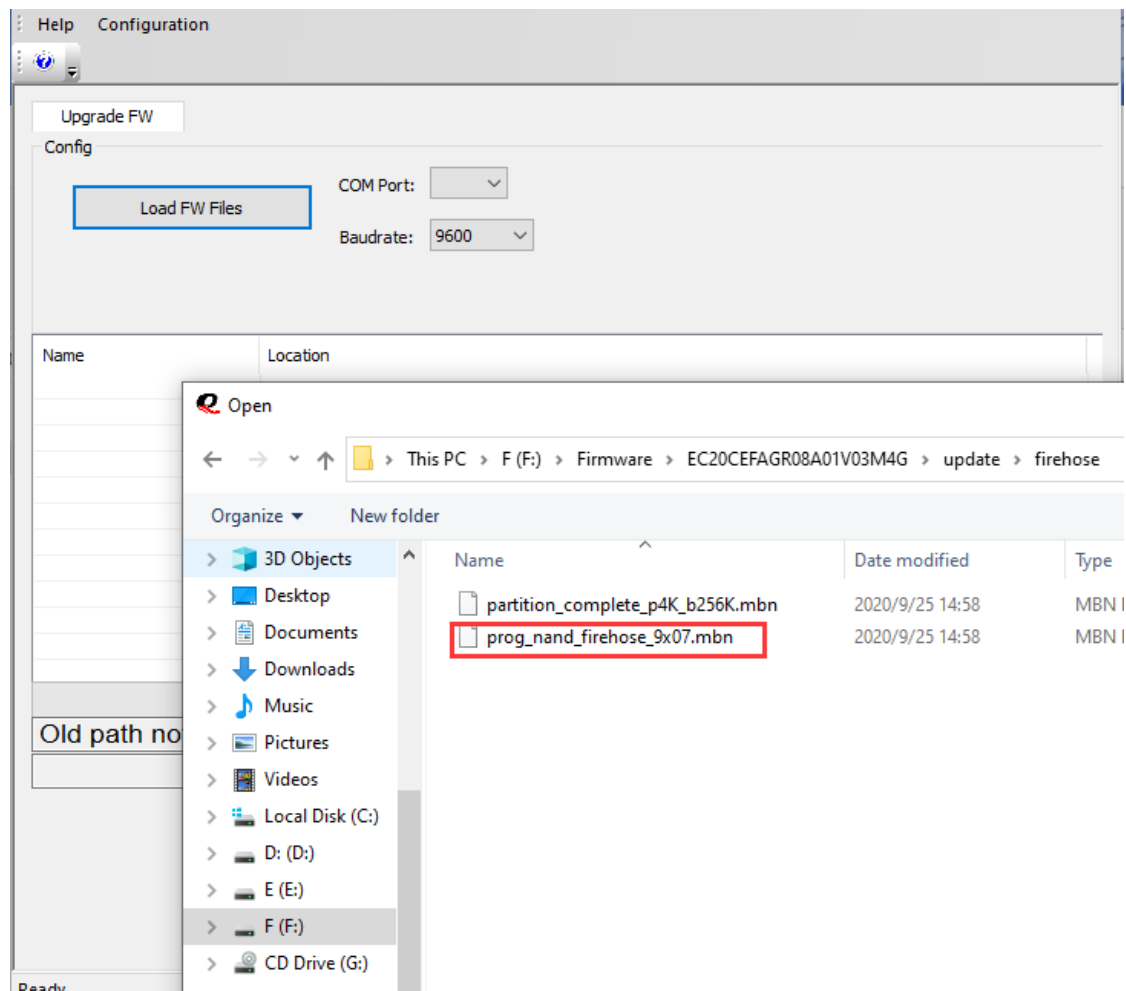 Help Configuration
Upgrade FW
Config
Load FW Files
COM Port:
Baudrate: 9600
Name Location
Open
This PC > F (F:) > Firmware > EC20CEFAGR08A01V03M4G > update > firehose
Organize New folder
Name Date modified Type
3D Objects
Desktop
Documents
Downloads
Music
Pictures
Videos
Local Disk (C:)
D: (D:)
E (E:)
F (F:)
CD Drive (G:)
partition_complete_p4K_b256K.mbn 2020/9/25 14:58 MBN
prog_nand_firehose_9x07.mbn 2020/9/25 14:58 MBN
Old path no
Ready